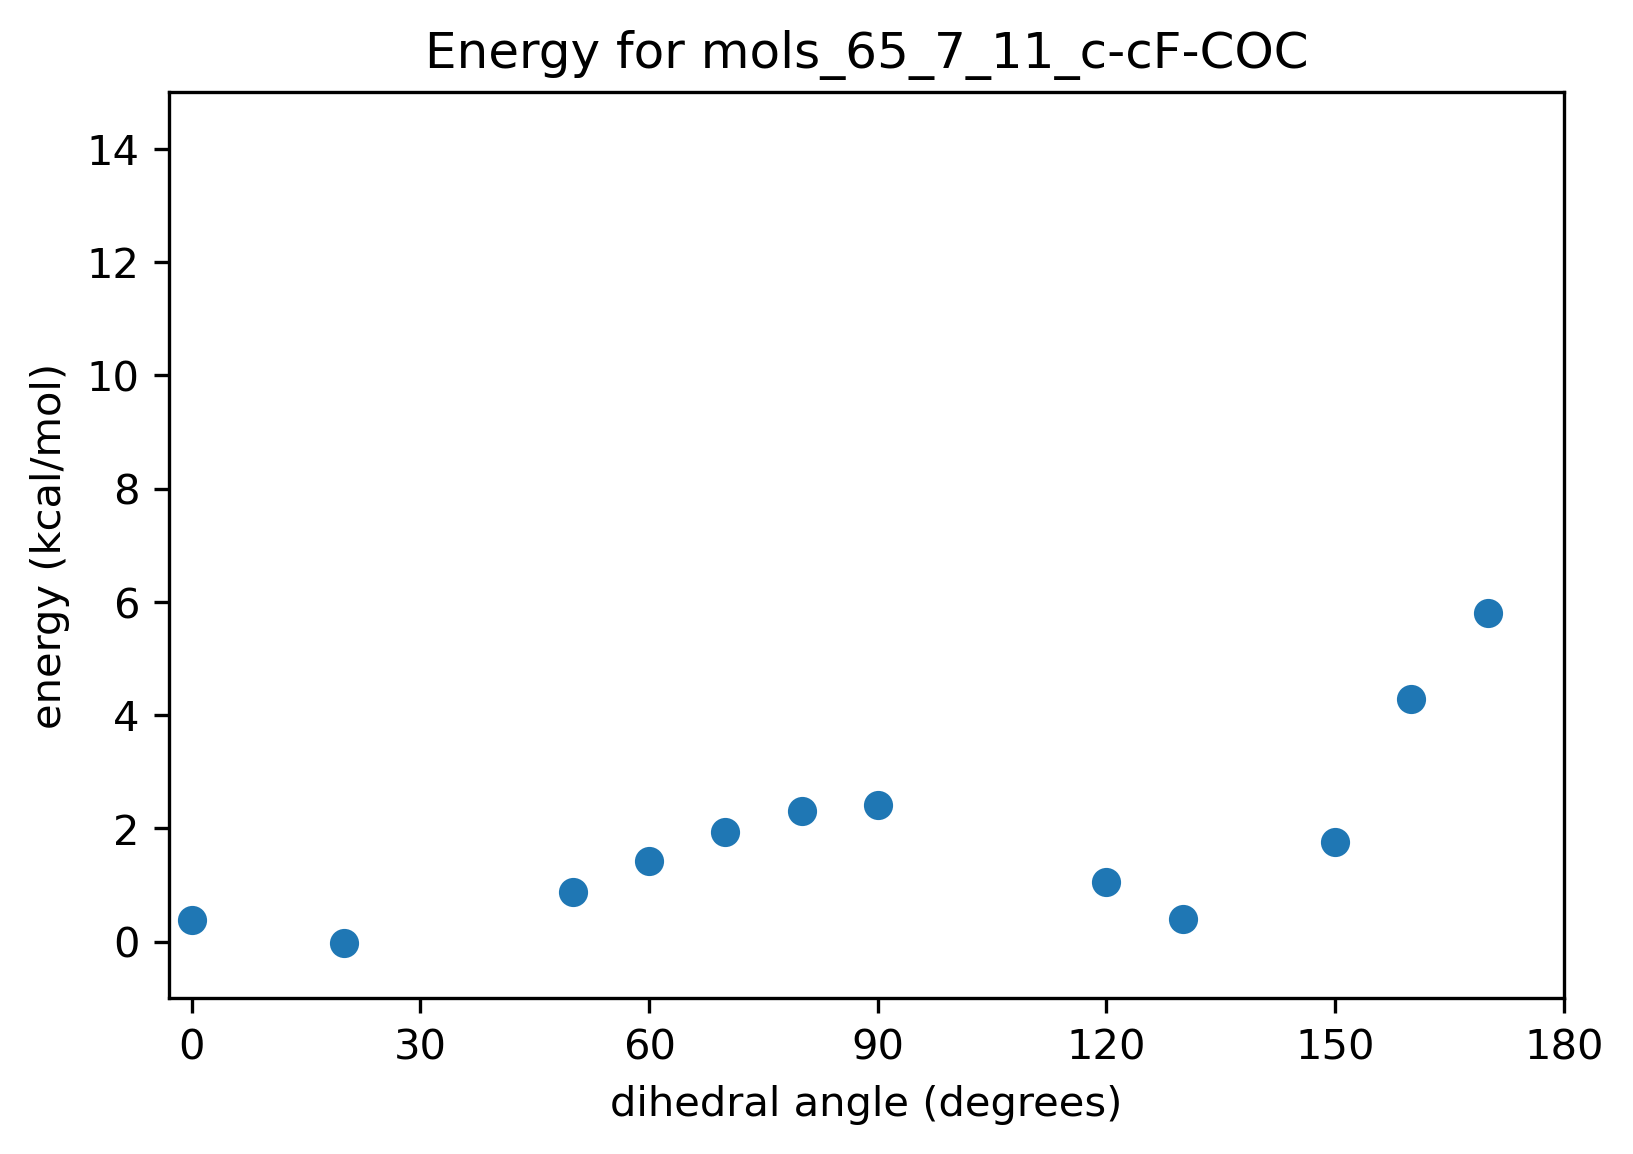 Energy for mols_65_7_11_c-cF-COC
14
12
10
8
6
4
2
0
energy (kcal/mol)
0 30 60 90 120 150 180
dihedral angle (degrees)